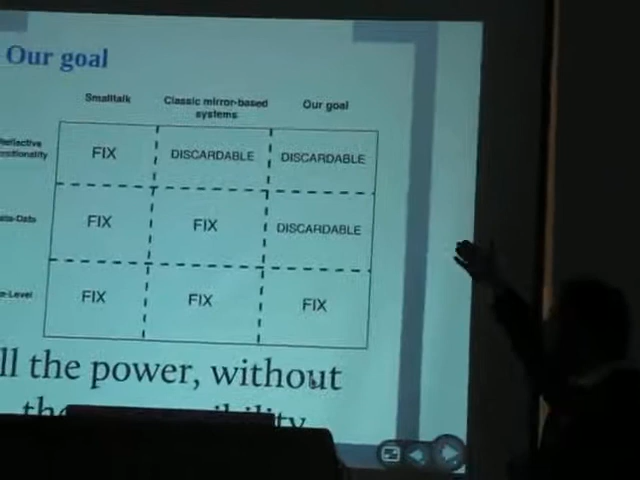 Our goal
Smalltalk Classic mirror-based systems Our goal
FIX DISCARDABLE DISCARDABLE
FIX FIX DISCARDABLE
-Level FIX FIX FIX
ll the power, without